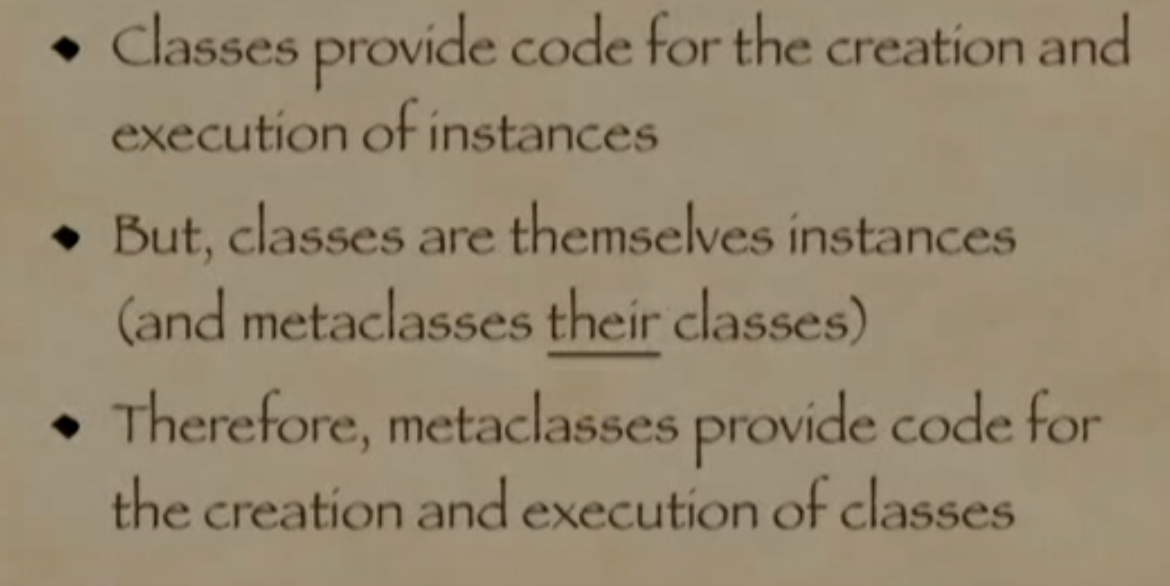 ◆ Classes provide code for the creation and
execution of instances
◆ But, classes are themselves instances
(and metaclasses their classes)
◆ Therefore, metaclasses provide code for
the creation and execution of classes